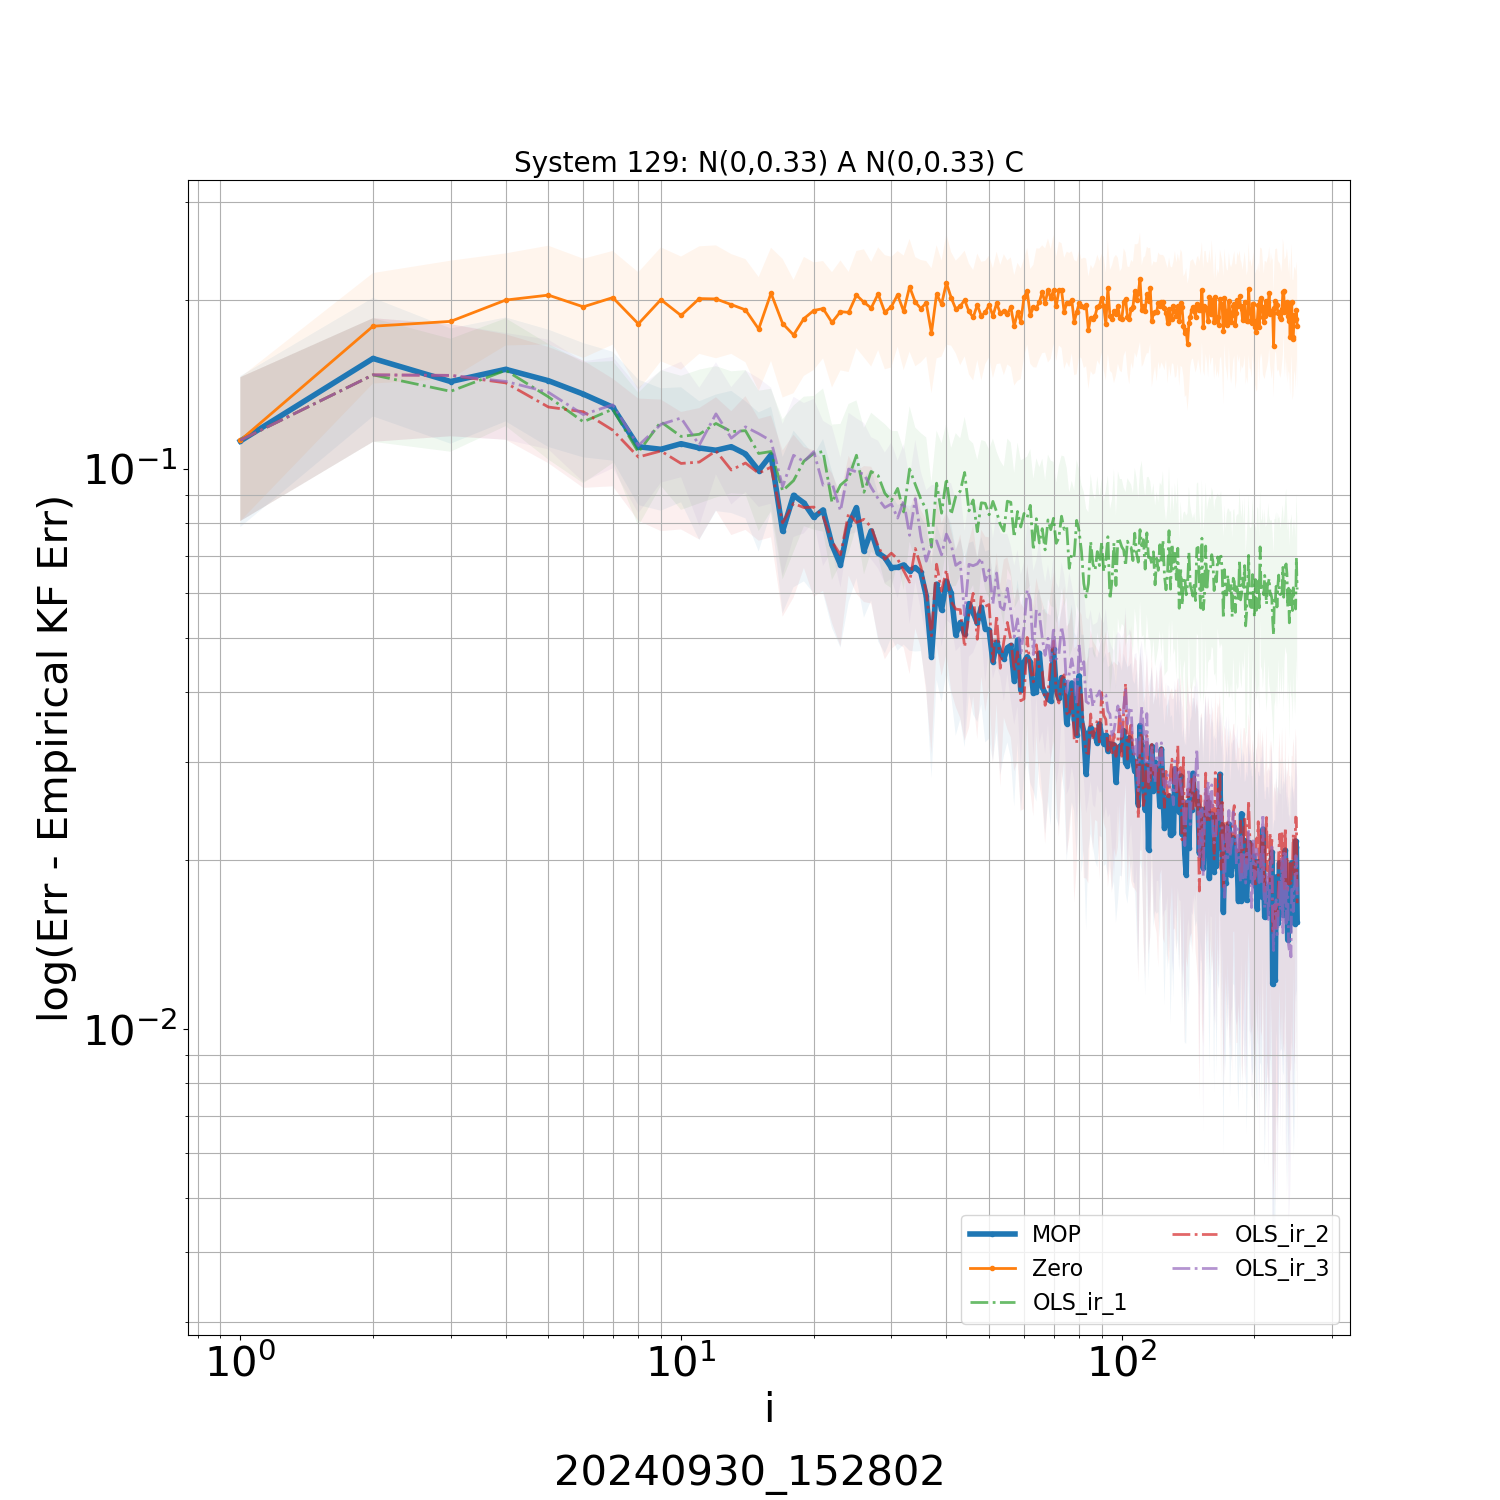 System 129: N(0,0.33) A N(0,0.33) C
log(Err - Empirical KF Err)
10⁻¹
10⁻²
10⁰ 10¹ 10²
i
MOP
Zero
OLS_ir_1
OLS_ir_2
OLS_ir_3
20240930_152802